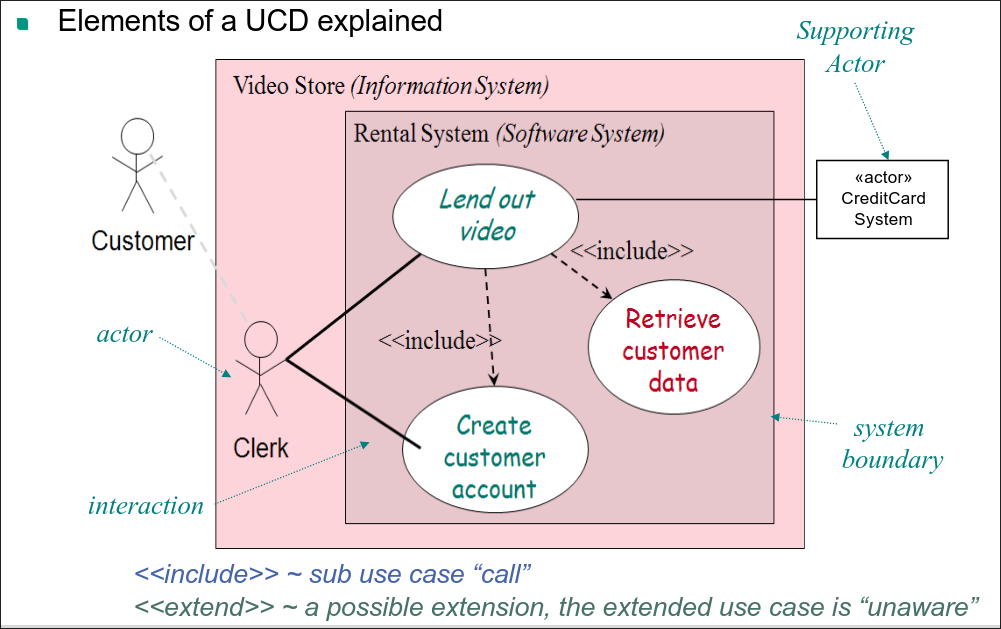 Elements of a UCD explained
Supporting
Actor
Video Store (Information System)
Rental System (Software System)
Customer
Lend out
video
«actor»
CreditCard
System
<<include>>
Retrieve
customer
data
<<include>>
actor
Clerk
Create
customer
account
system
boundary
interaction
<<include>> ~ sub use case “call”
<<extend>> ~ a possible extension, the extended use case is “unaware”